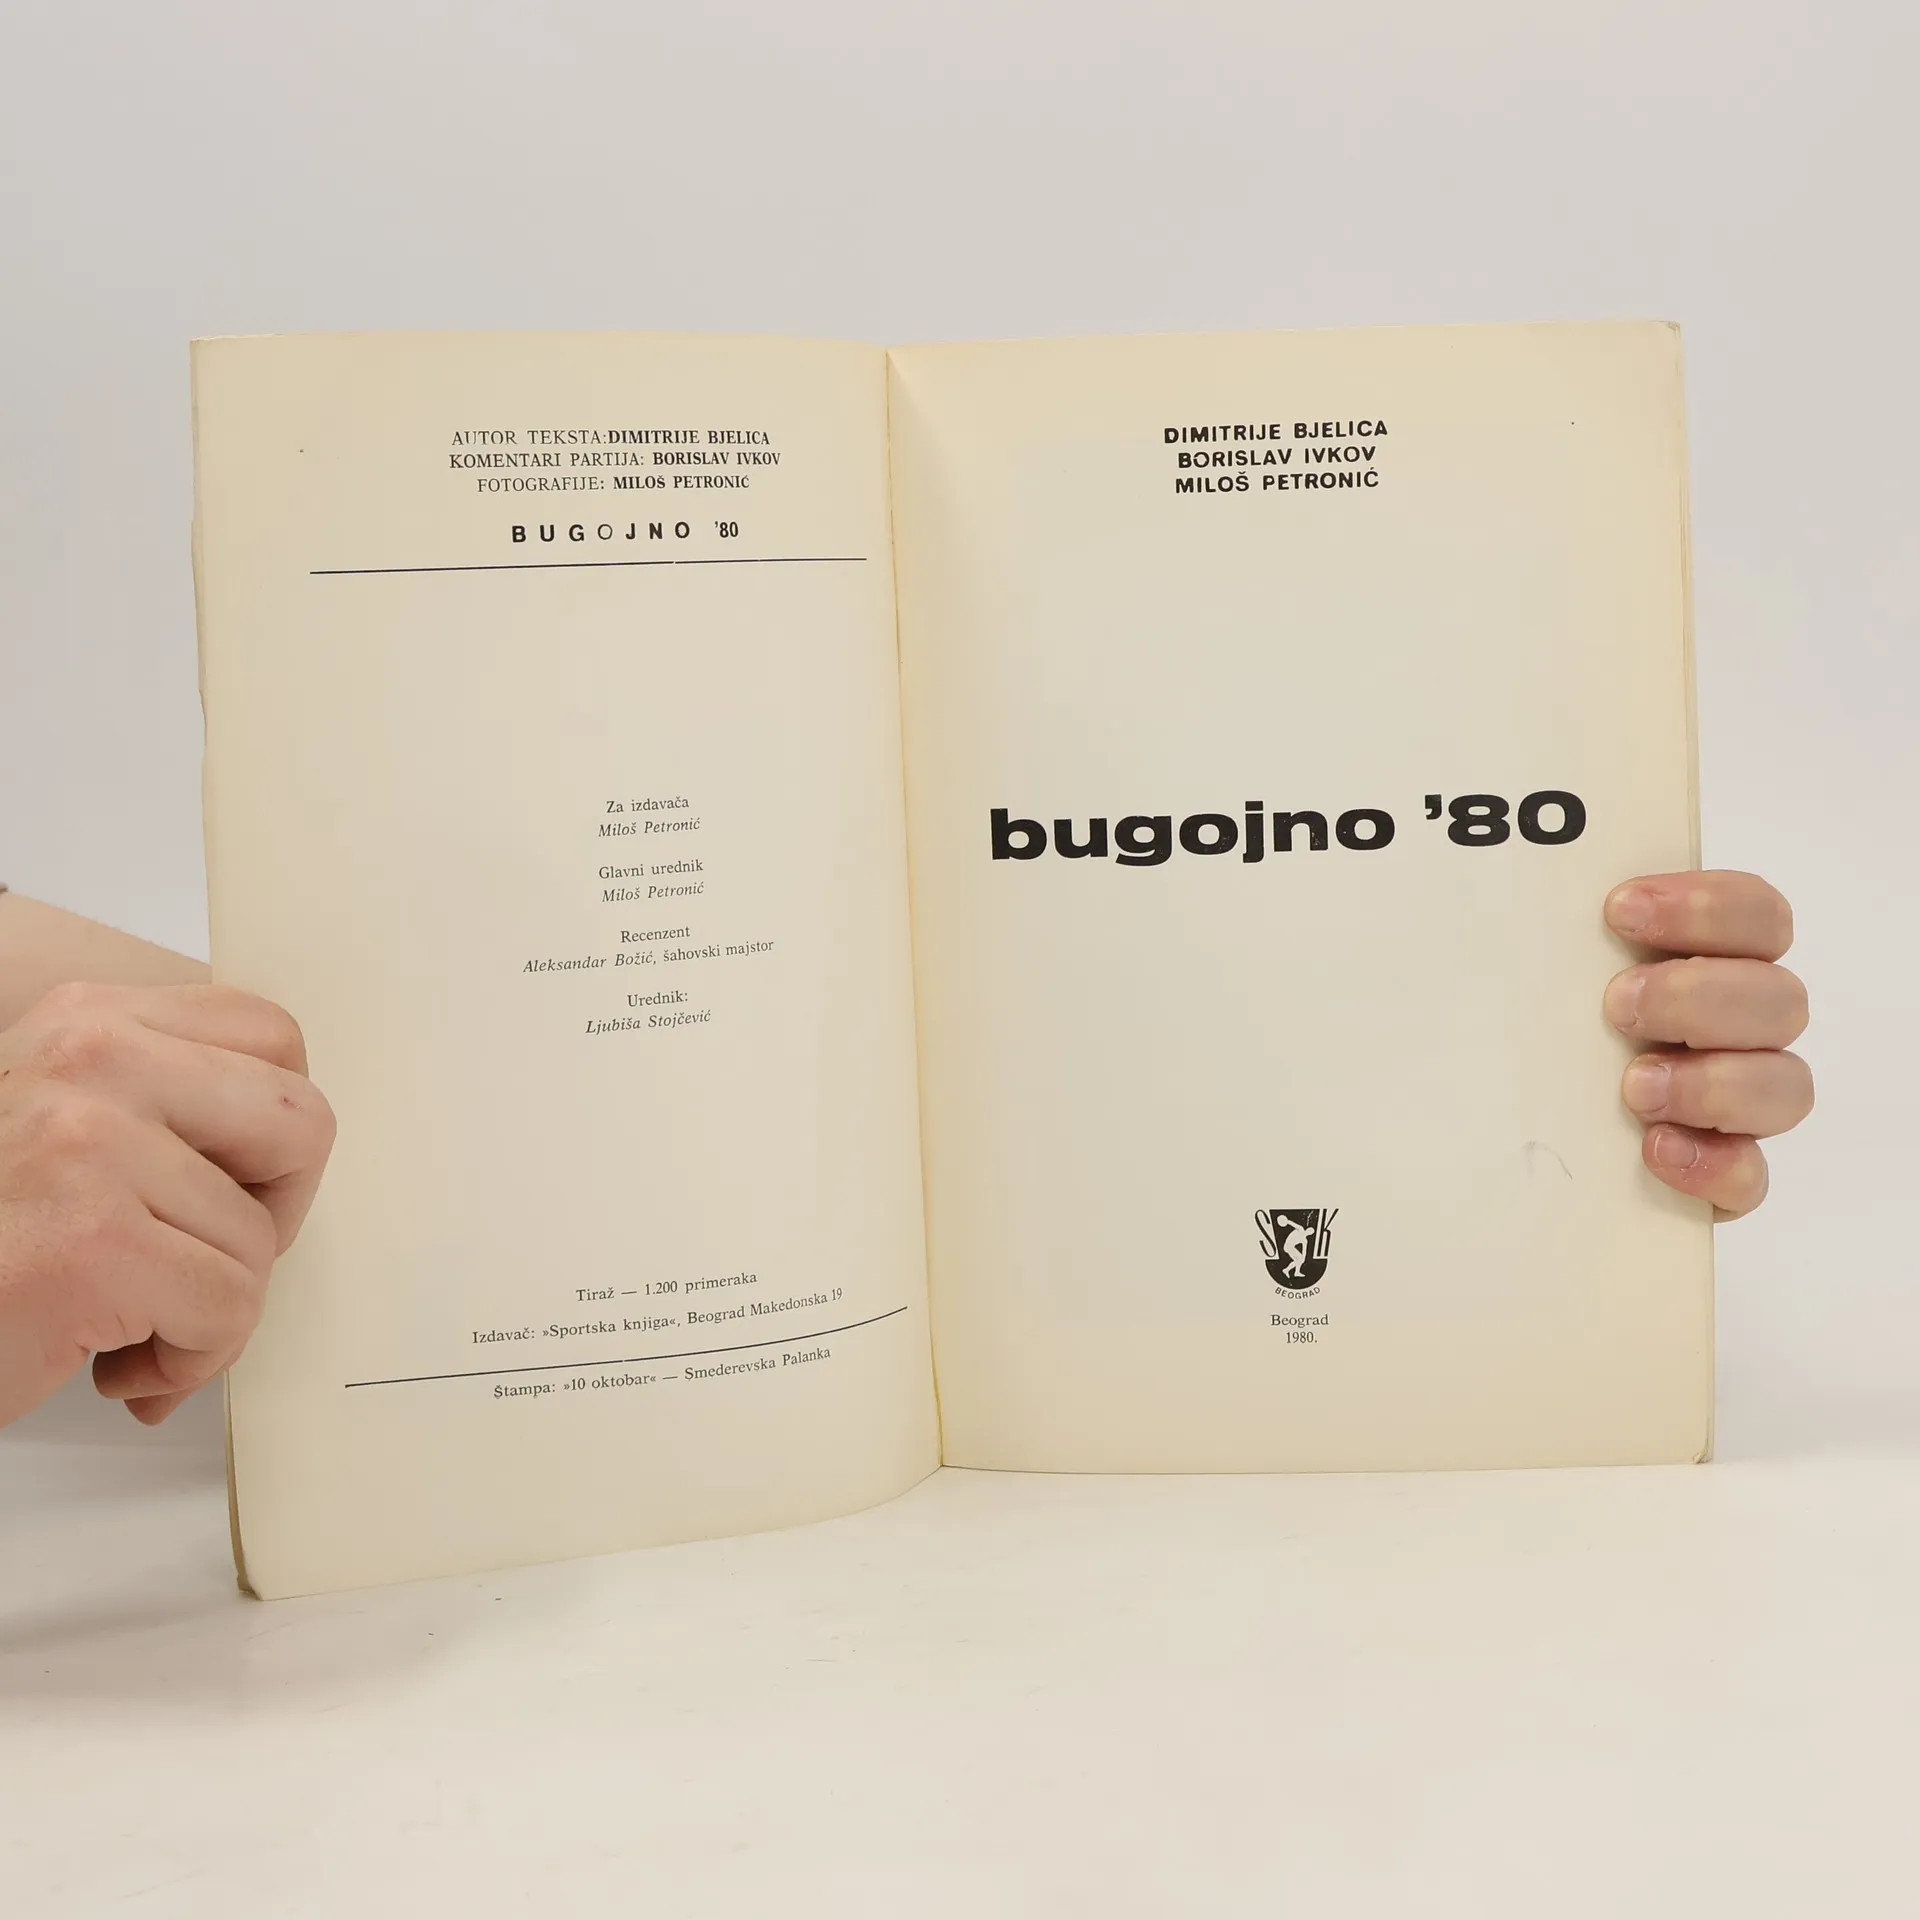 AUTOR TEKSTA:DIMITRIJE BJELICA
KOMENTARI PARTIJA: BORISLAV IVKOV
FOTOGRAFIJE: MILOŠ PETRONIĆ
BUGOJNO '80
Za izdavača
Miloš Petronić
Glavni urednik
Miloš Petronić
Recenzent
Aleksandar Božić, šahovski majstor
Urednik:
Ljubiša Stojčević
Tiraž — 1.200 primeraka
Izdavač: »Sportska knjiga«, Beograd Makedonska 19
Štampa: »10 oktobar« — Smederevska Palanka
DIMITRIJE BJELICA
BORISLAV IVKOV
MILOŠ PETRONIĆ
bugojno '80
S K
BEOGRAD
Beograd
1980.